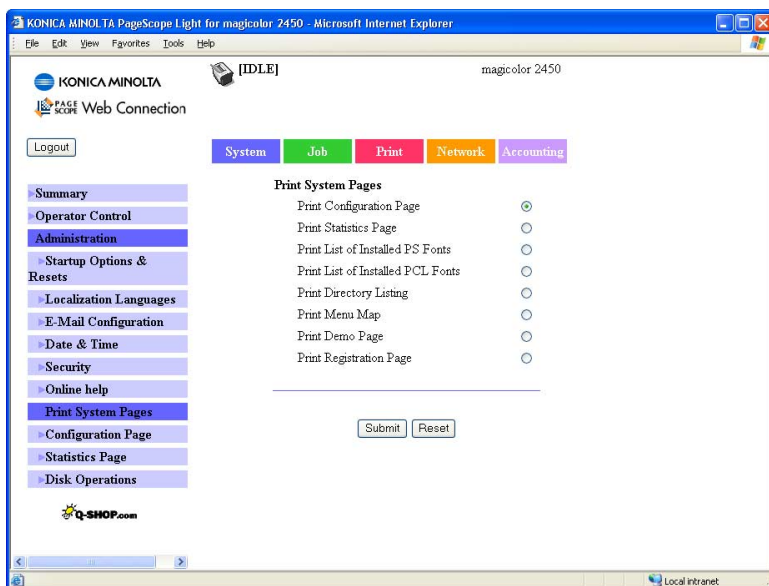 KONICA MINOLTA PageScope Light for magicolor 2450 - Microsoft Internet Explorer
File Edit View Favorites Tools Help
KONICA MINOLTA
PAGE SCOPE Web Connection
[IDLE]
magicolor 2450
Logout
System Job Print Network Accounting
Summary
Operator Control
Administration
Startup Options &
Resets
Localization Languages
E-Mail Configuration
Date & Time
Security
Online help
Print System Pages
Configuration Page
Statistics Page
Disk Operations
Q-SHOP.com
Print System Pages
Print Configuration Page
Print Statistics Page
Print List of Installed PS Fonts
Print List of Installed PCL Fonts
Print Directory Listing
Print Menu Map
Print Demo Page
Print Registration Page
Submit Reset
Local intranet